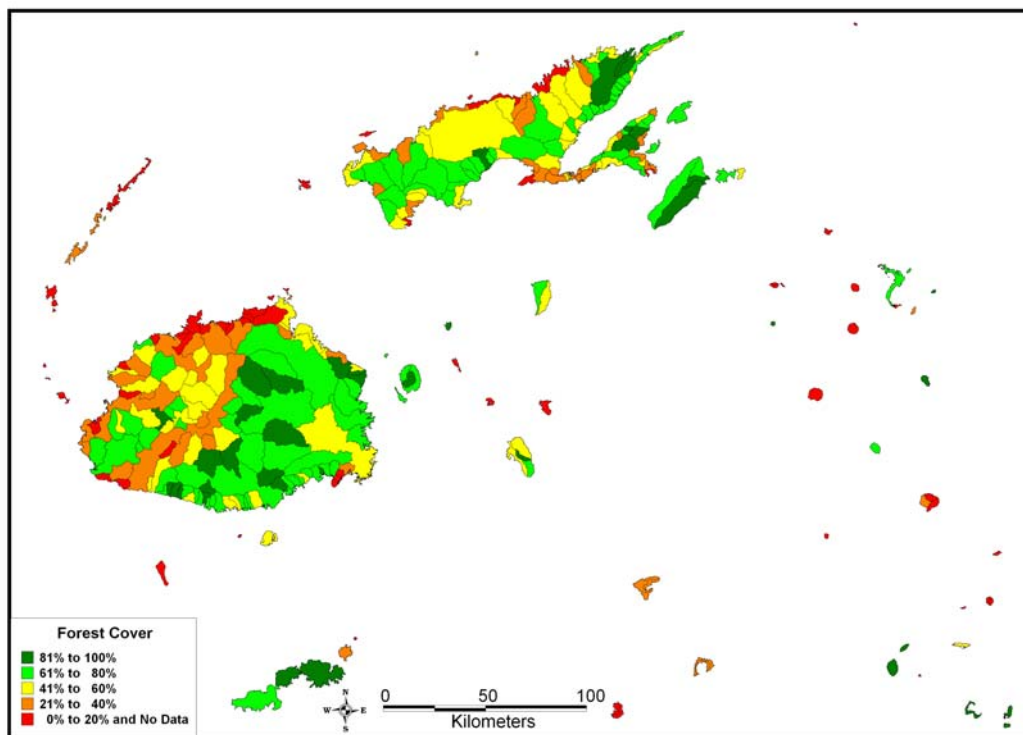 Forest Cover
81% to 100%
61% to 80%
41% to 60%
21% to 40%
0% to 20% and No Data
N
W E
S
0 50 100
Kilometers